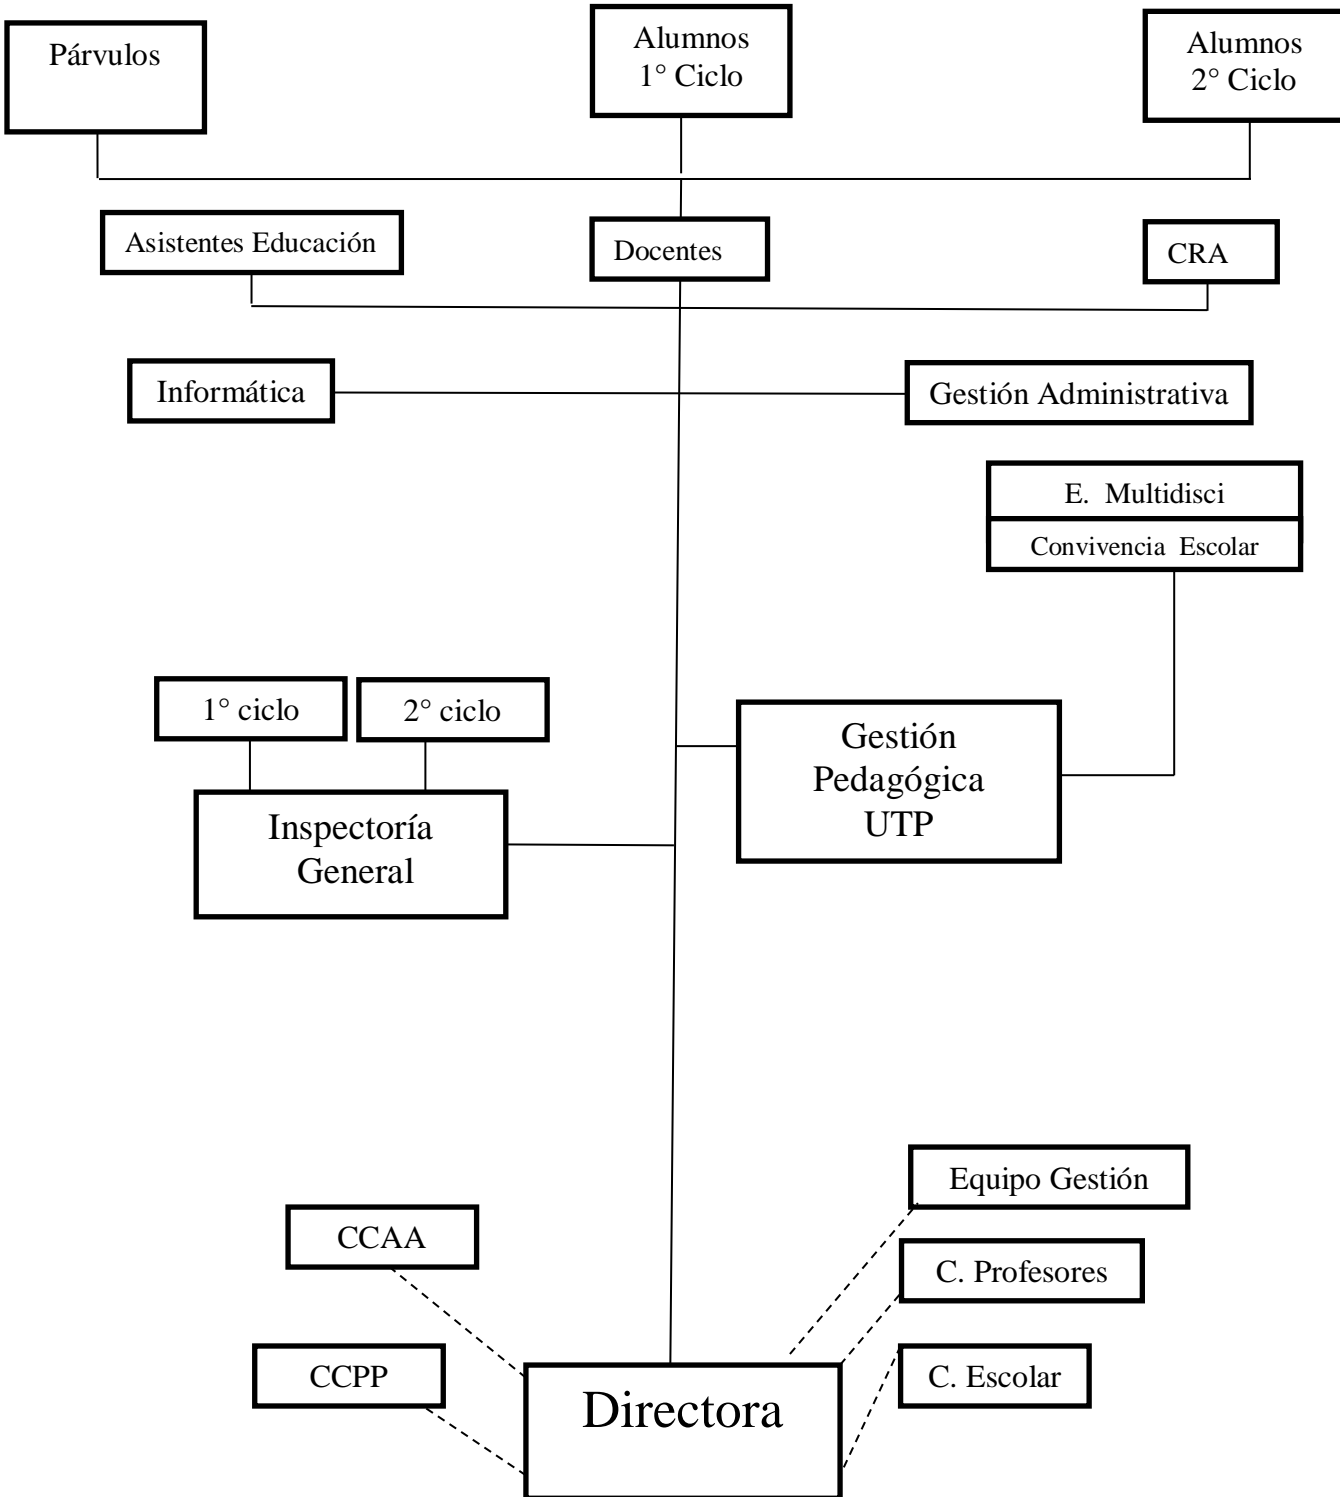 Párvulos
Alumnos
1° Ciclo
Alumnos
2° Ciclo
Asistentes Educación
Docentes
CRA
Informática
Gestión Administrativa
E. Multidisci
Convivencia Escolar
1° ciclo
2° ciclo
Gestión
Pedagógica
UTP
Inspectoría
General
Equipo Gestión
CCAA
C. Profesores
CCPP
C. Escolar
Directora